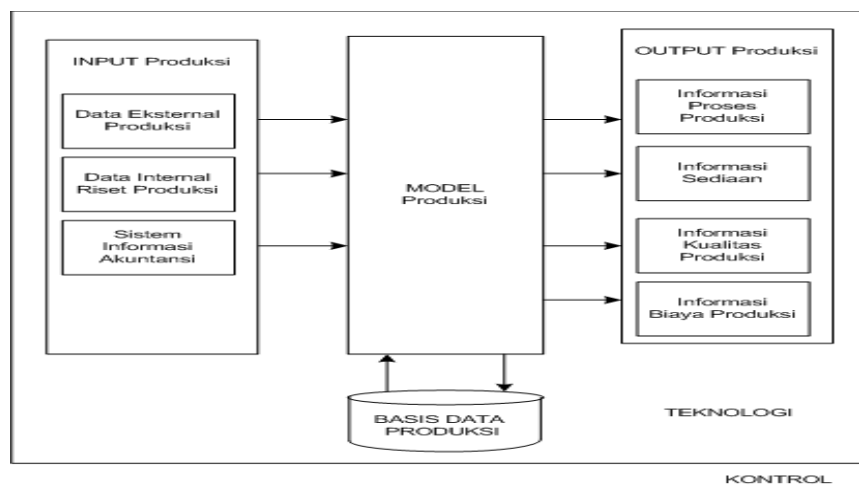 INPUT Produksi
Data Eksternal
Produksi
Data Internal
Riset Produksi
Sistem
Informasi
Akuntansi
MODEL
Produksi
BASIS DATA
PRODUKSI
OUTPUT Produksi
Informasi
Proses
Produksi
Informasi
Sediaan
Informasi
Kualitas
Produksi
Informasi
Biaya Produksi
TEKNOLOGI
KONTROL